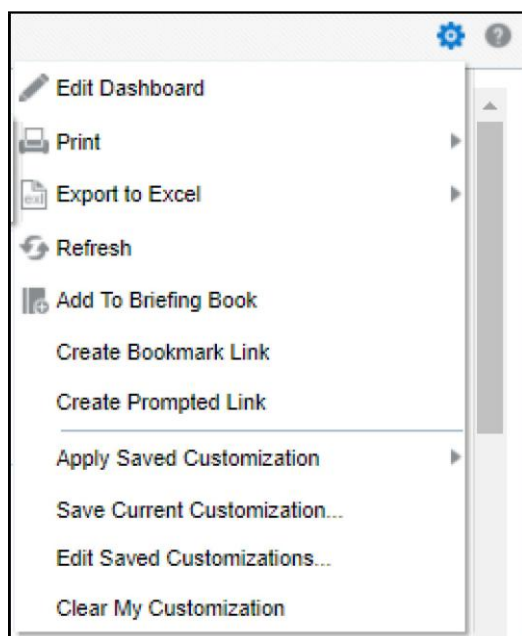 ?
Edit Dashboard
Print
exl
Export to Excel
Refresh
Add To Briefing Book
Create Bookmark Link
Create Prompted Link
Apply Saved Customization
Save Current Customization...
Edit Saved Customizations...
Clear My Customization